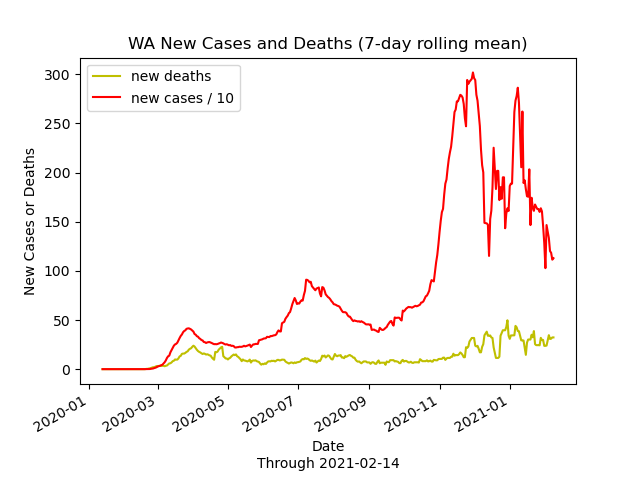 WA New Cases and Deaths (7-day rolling mean)
new deaths
new cases / 10
300
250
200
150
100
50
0
New Cases or Deaths
2020-01
2020-03
2020-05
2020-07
2020-09
2020-11
2021-01
Date
Through 2021-02-14